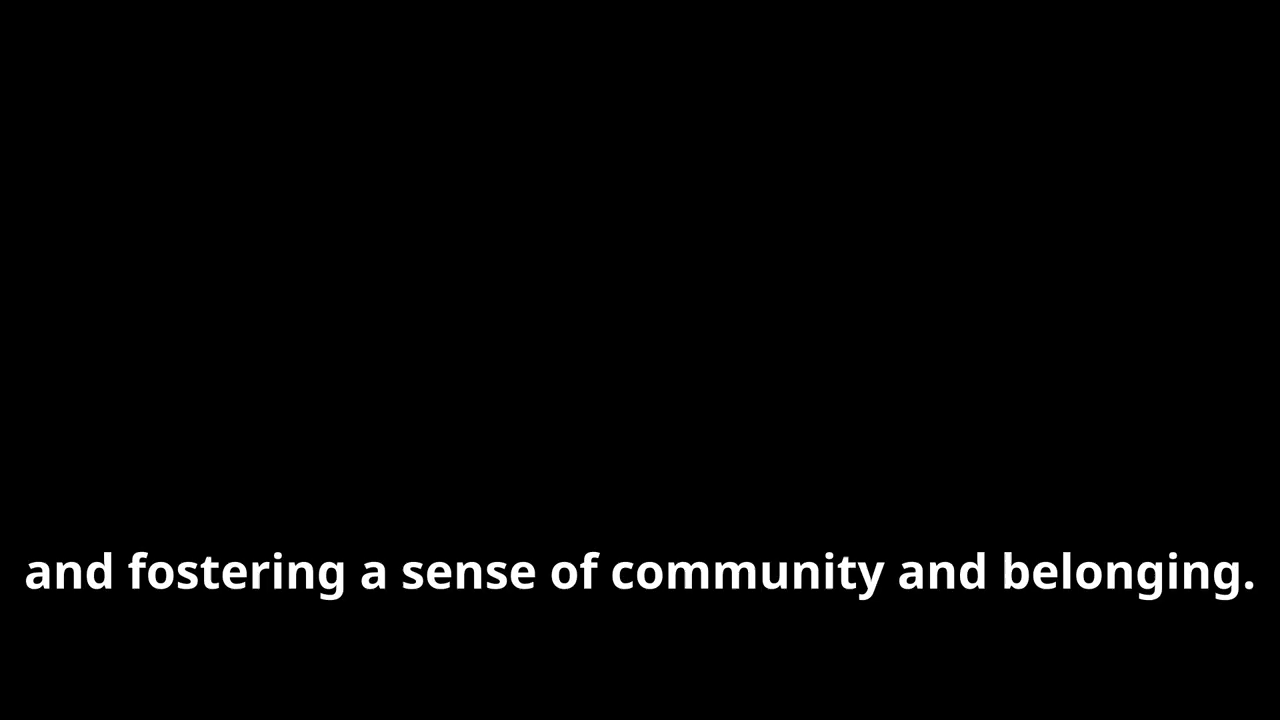 and fostering a sense of community and belonging.